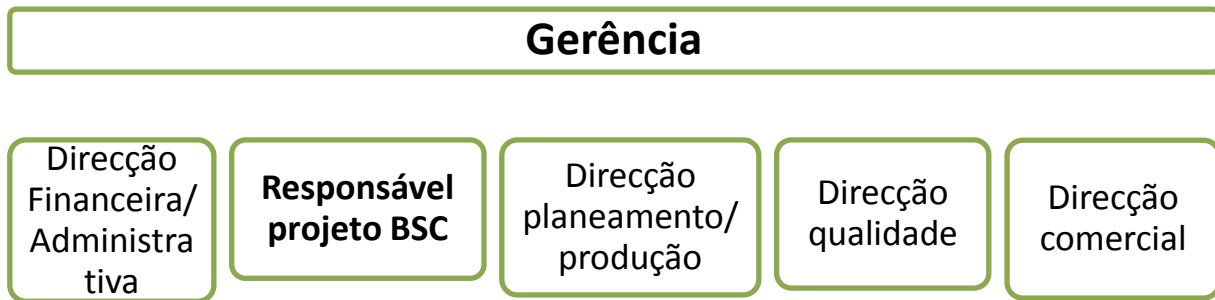 Gerência
Direcção
Financeira/
Administra
tiva
Responsável
projeto BSC
Direcção
planeamento/
produção
Direcção
qualidade
Direcção
comercial